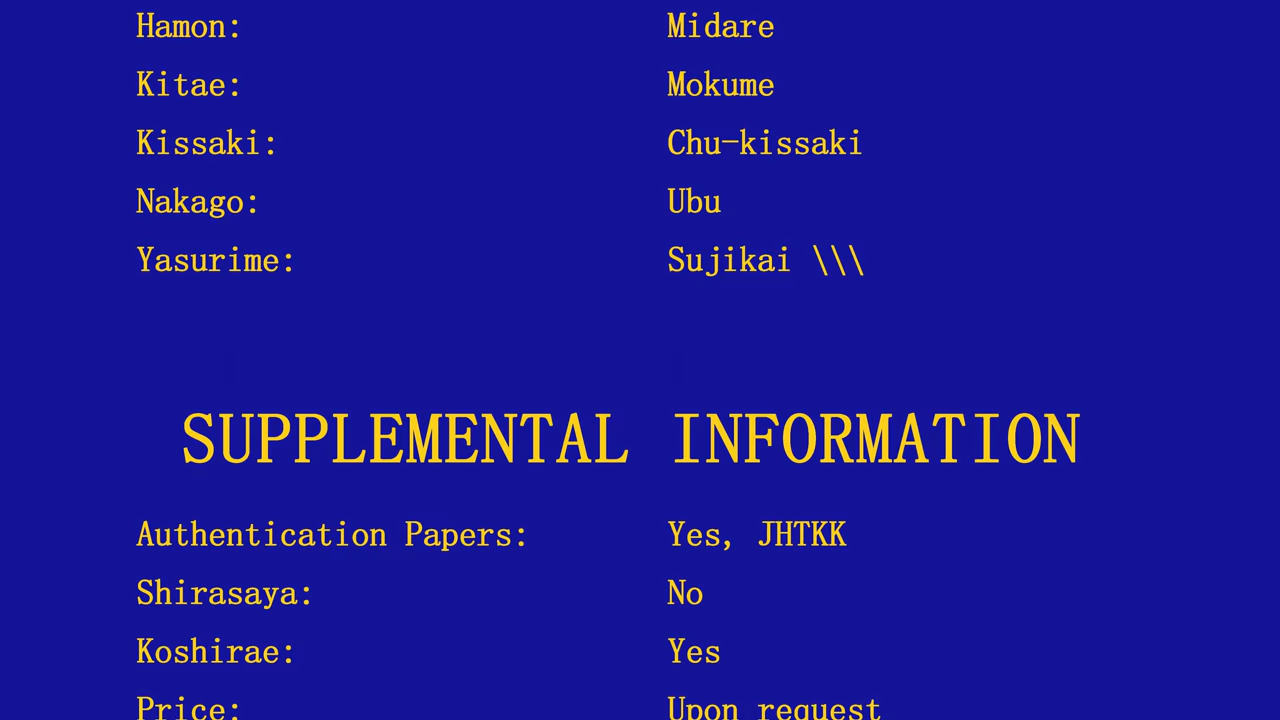 Hamon: Midare
Kitae: Mokume
Kissaki: Chu-kissaki
Nakago: Ubu
Yasurime: Sujikai \\\
SUPPLEMENTAL INFORMATION
Authentication Papers: Yes, JHTKK
Shirasaya: No
Koshirae: Yes
Price: Upon request